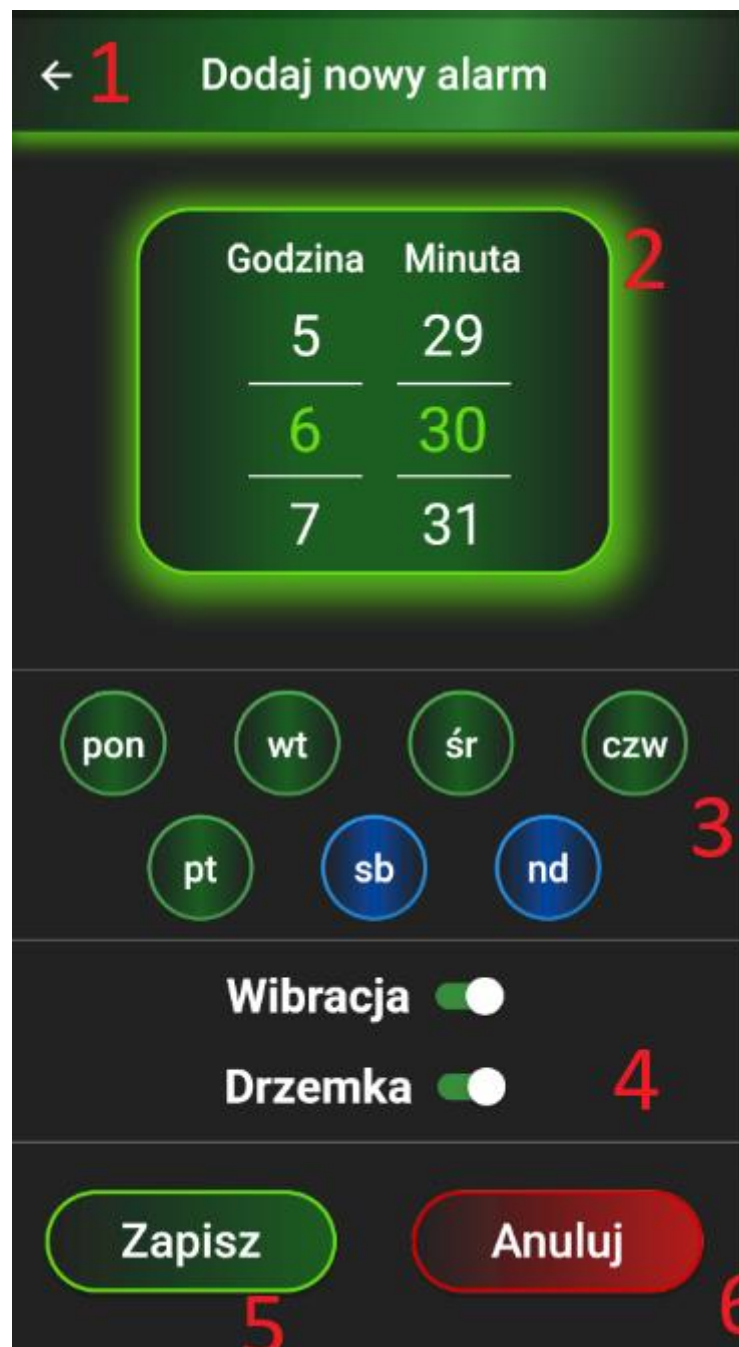 ← 1 Dodaj nowy alarm
2
Godzina Minuta
5 29
6 30
7 31
pon wt śr czw
3
pt sb nd
Wibracja
Drzemka 4
Zapisz Anuluj
5 6